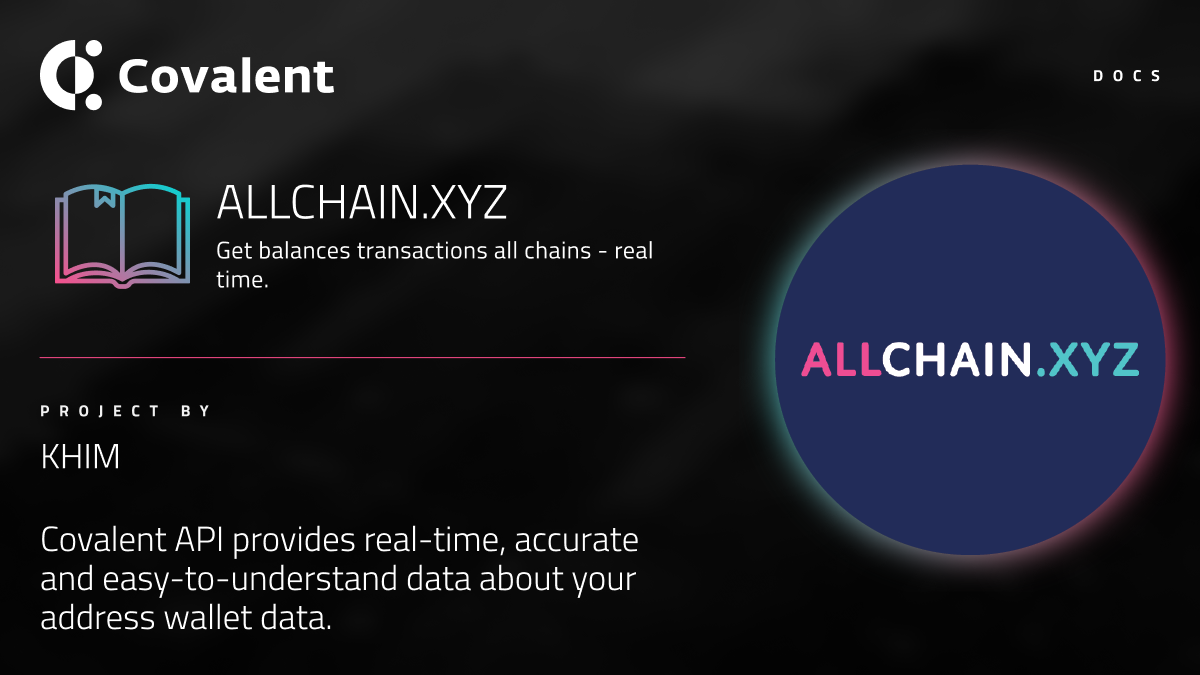 Covalent
DOCS
ALLCHAIN.XYZ
Get balances transactions all chains - real
time.
ALLCHAIN.XYZ
PROJECT BY
KHIM
Covalent API provides real-time, accurate
and easy-to-understand data about your
address wallet data.